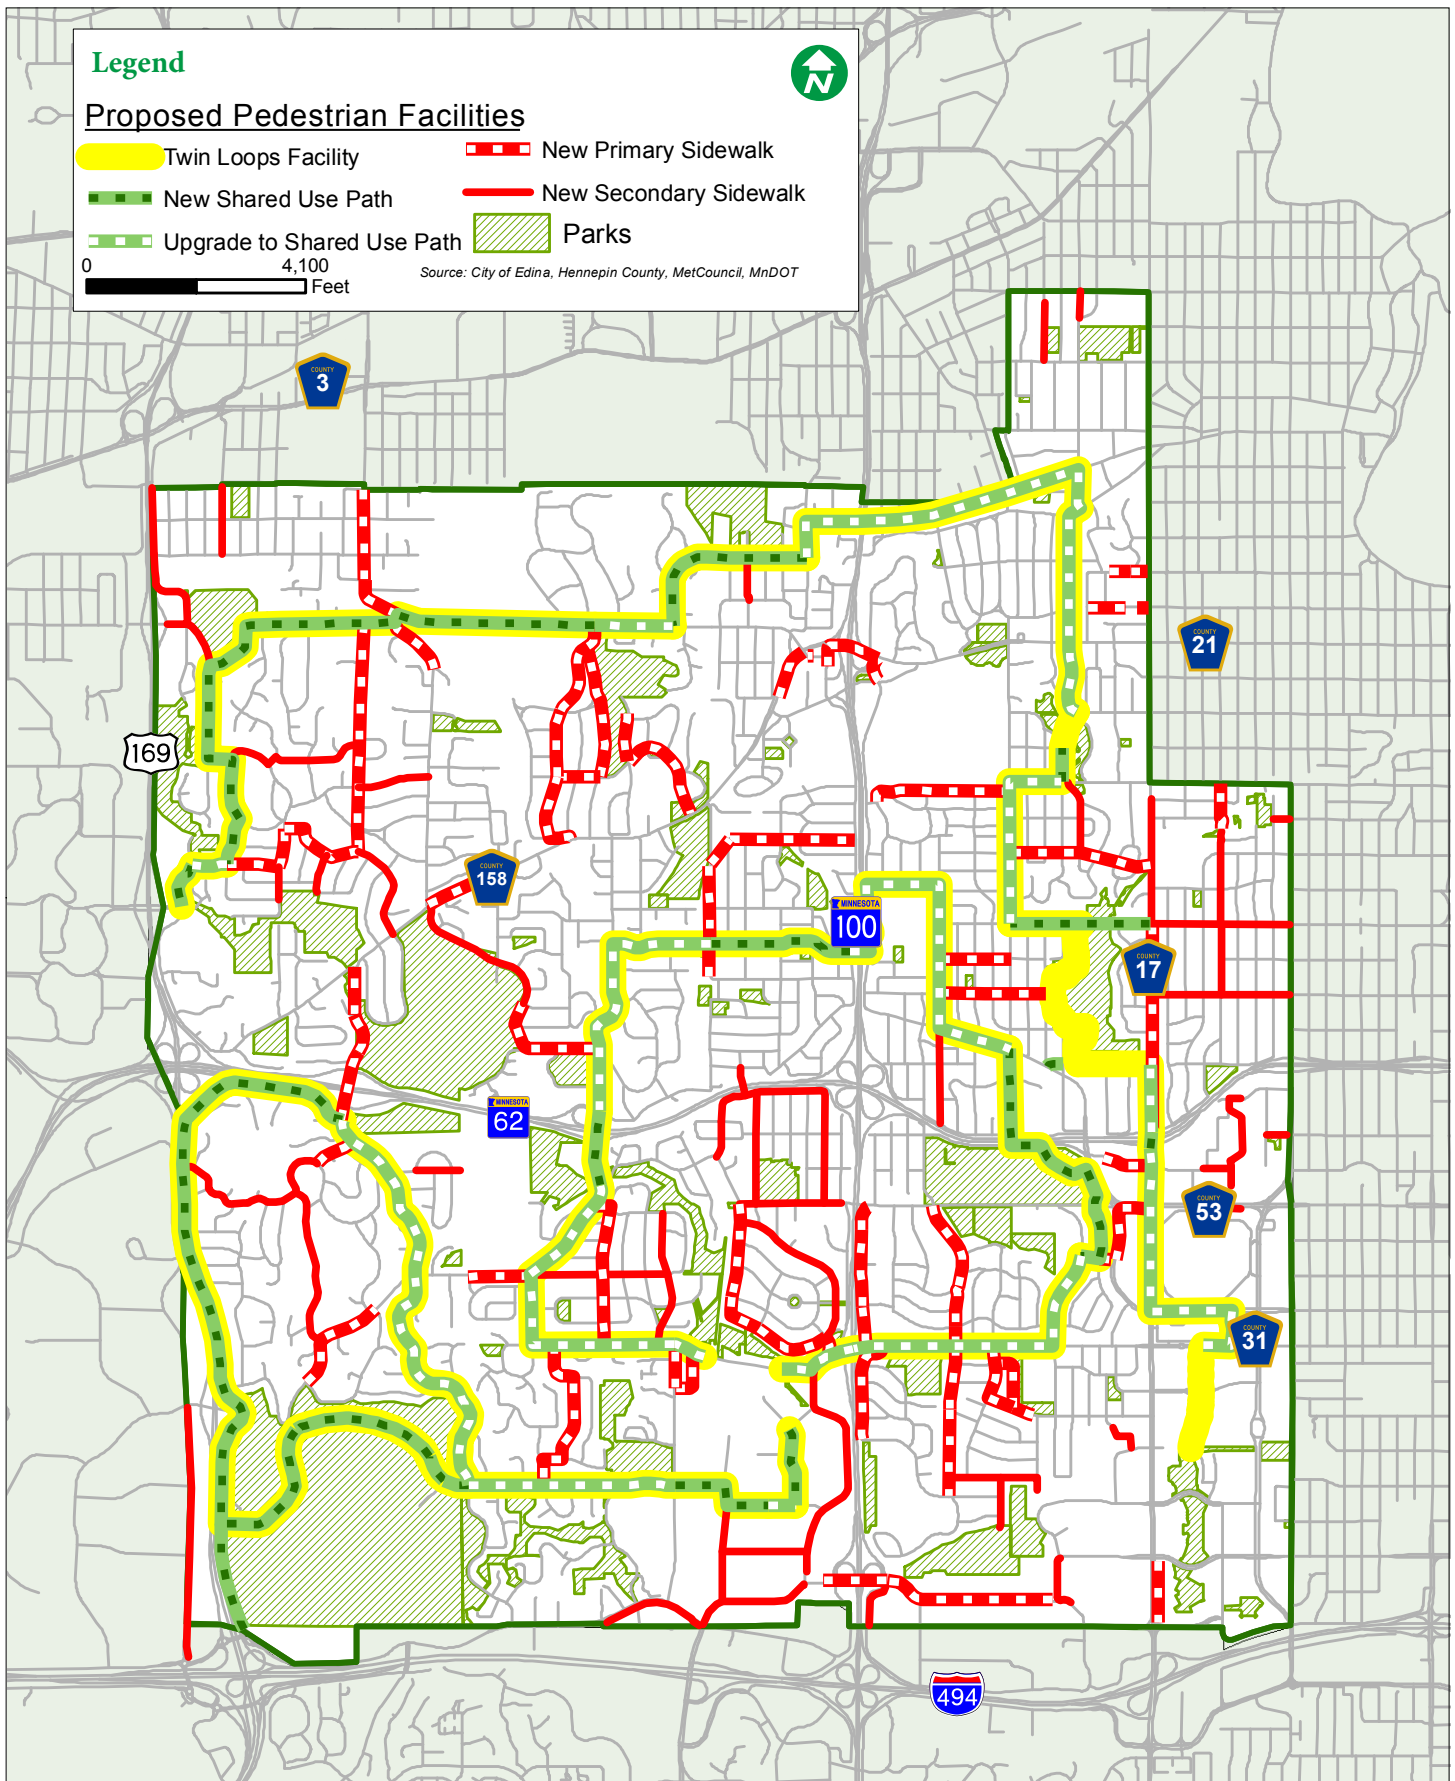 Legend
N
Proposed Pedestrian Facilities
Twin Loops Facility
New Primary Sidewalk
New Shared Use Path
New Secondary Sidewalk
Upgrade to Shared Use Path
Parks
0 4,100
Feet
Source: City of Edina, Hennepin County, MetCouncil, MnDOT
COUNTY
3
COUNTY
21
169
COUNTY
158
MINNESOTA
100
COUNTY
17
MINNESOTA
62
COUNTY
53
COUNTY
31
494